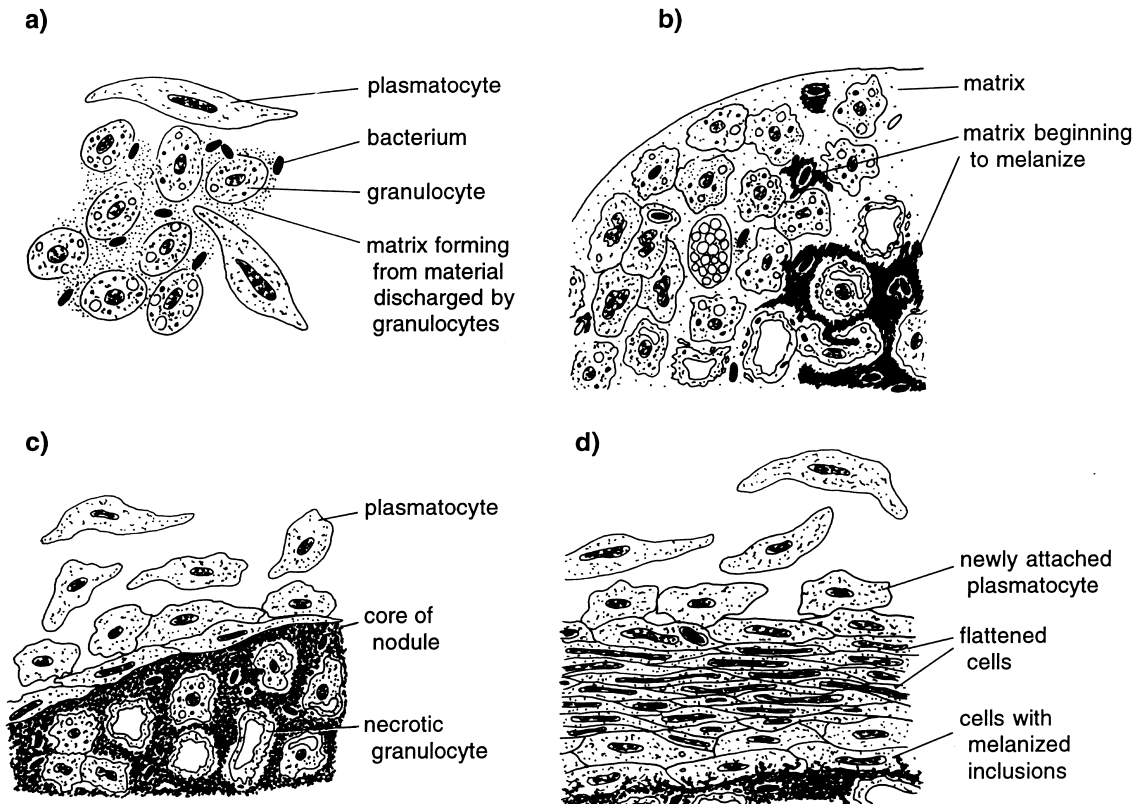 a)
plasmatocyte
bacterium
granulocyte
matrix forming
from material
discharged by
granulocytes
b)
matrix
matrix beginning
to melanize
c)
plasmatocyte
core of
nodule
necrotic
granulocyte
d)
newly attached
plasmatocyte
flattened
cells
cells with
melanized
inclusions